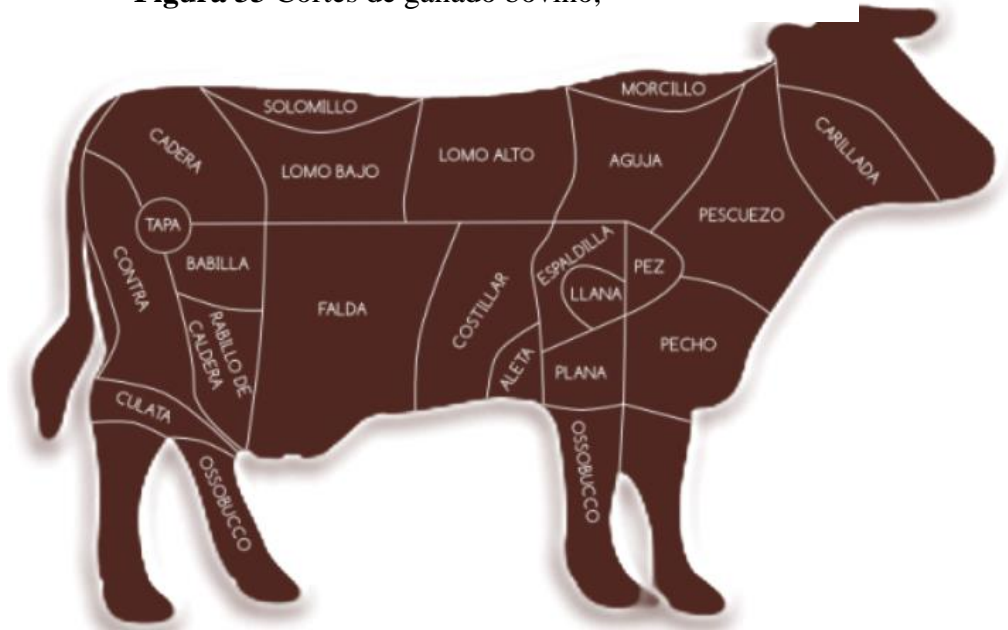 Figura 35 Cortes de ganado bovino,
SOLOMILLO
MORCILLO
CADERA
LOMO BAJO
LOMO ALTO
AGUJA
CARILLADA
TAPA
PESCUEZO
CONTRA
BABILLA
ESPALDILLA
PEZ
LLANA
FALDA
COSTILLAR
RABILLO DE
CALDERA
ALETA
PLANA
PECHO
CULATA
OSSOBUCCO
OSSOBUCCO